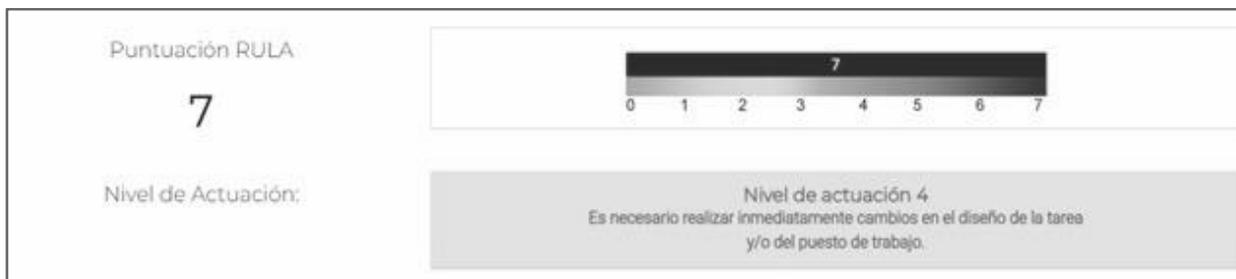 Puntuación RULA
7
7
0 1 2 3 4 5 6 7
Nivel de Actuación:
Nivel de actuación 4
Es necesario realizar inmediatamente cambios en el diseño de la tarea
y/o del puesto de trabajo.